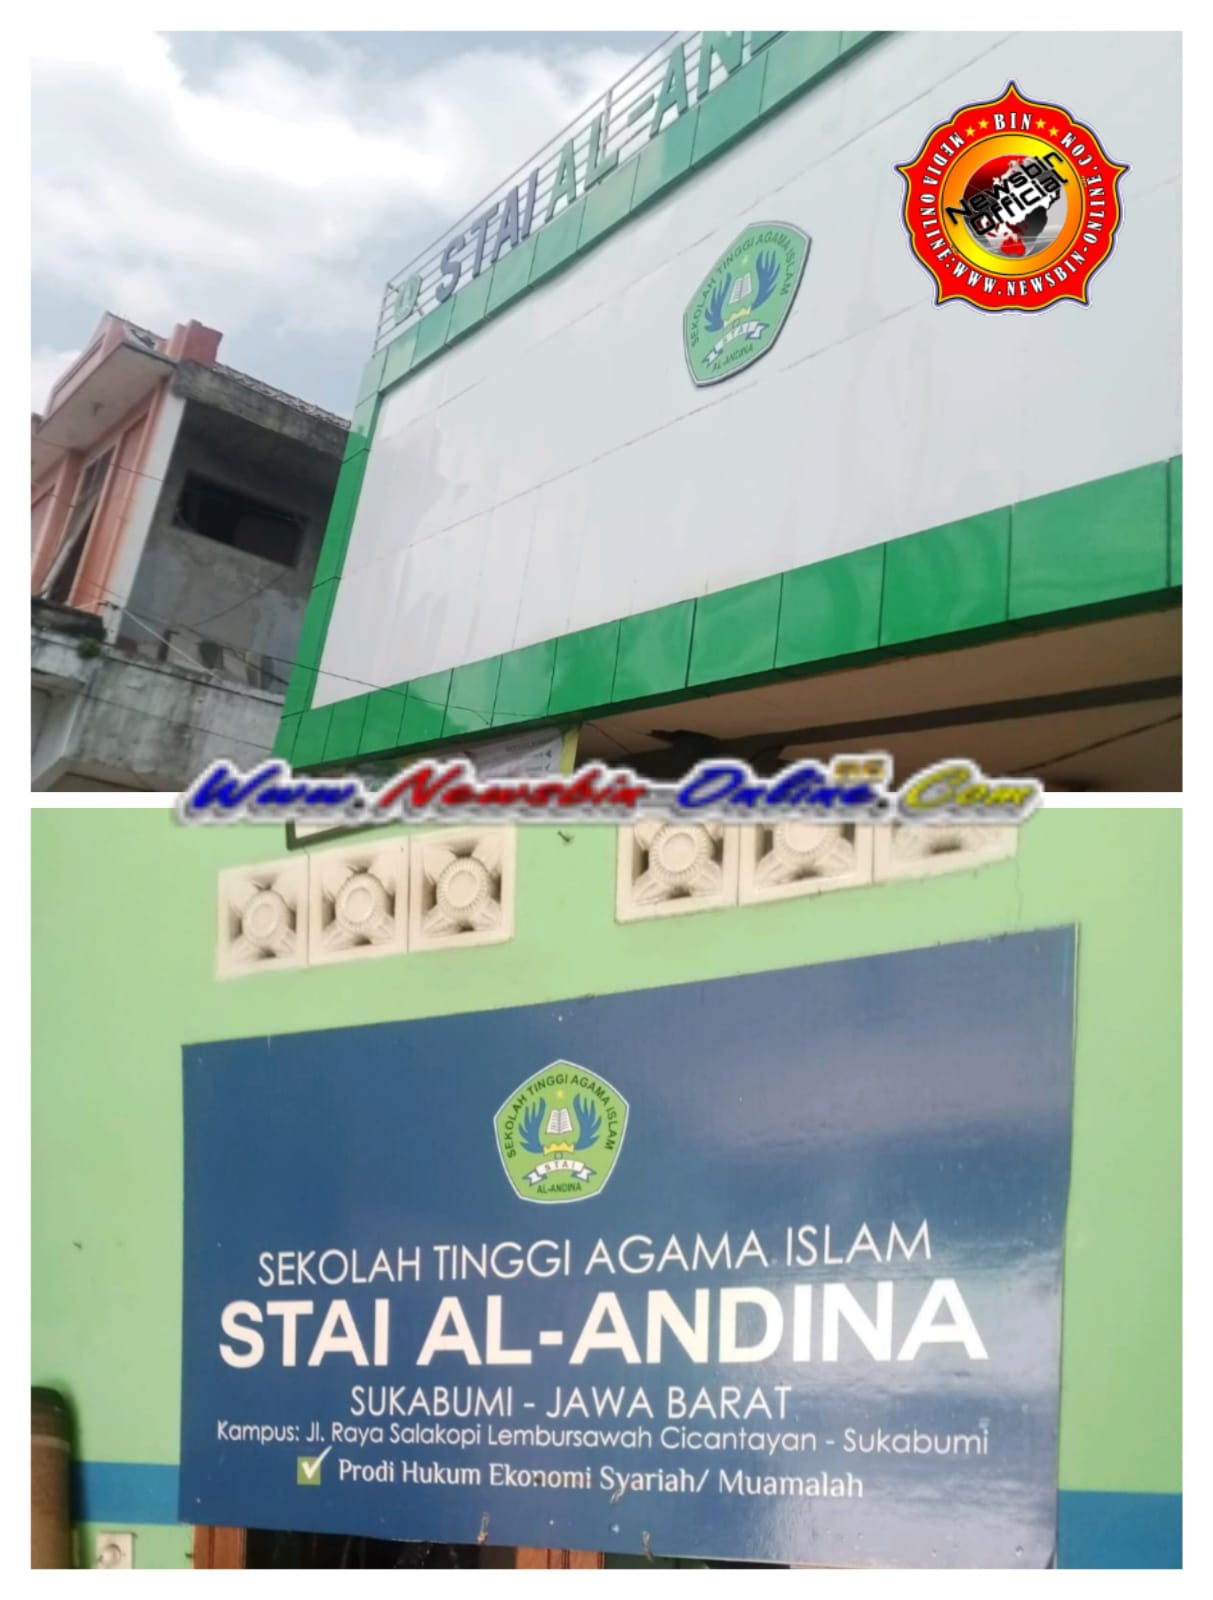 STAI AL-AN
BIN
MEDIA ONLINE:WWW.NEWSBIN-ONLINE.COM
Newsbin
Official
SEKOLAH TINGGI AGAMA ISLAM
STAI
AL-ANDINA
Www.Newsbin-Online.Com
SEKOLAH TINGGI AGAMA ISLAM
STAI
AL-ANDINA
SEKOLAH TINGGI AGAMA ISLAM
STAI AL-ANDINA
SUKABUMI - JAWA BARAT
Kampus: Jl. Raya Salakopi Lembursawah Cicantayan - Sukabumi
Prodi Hukum Ekonomi Syariah/ Muamalah